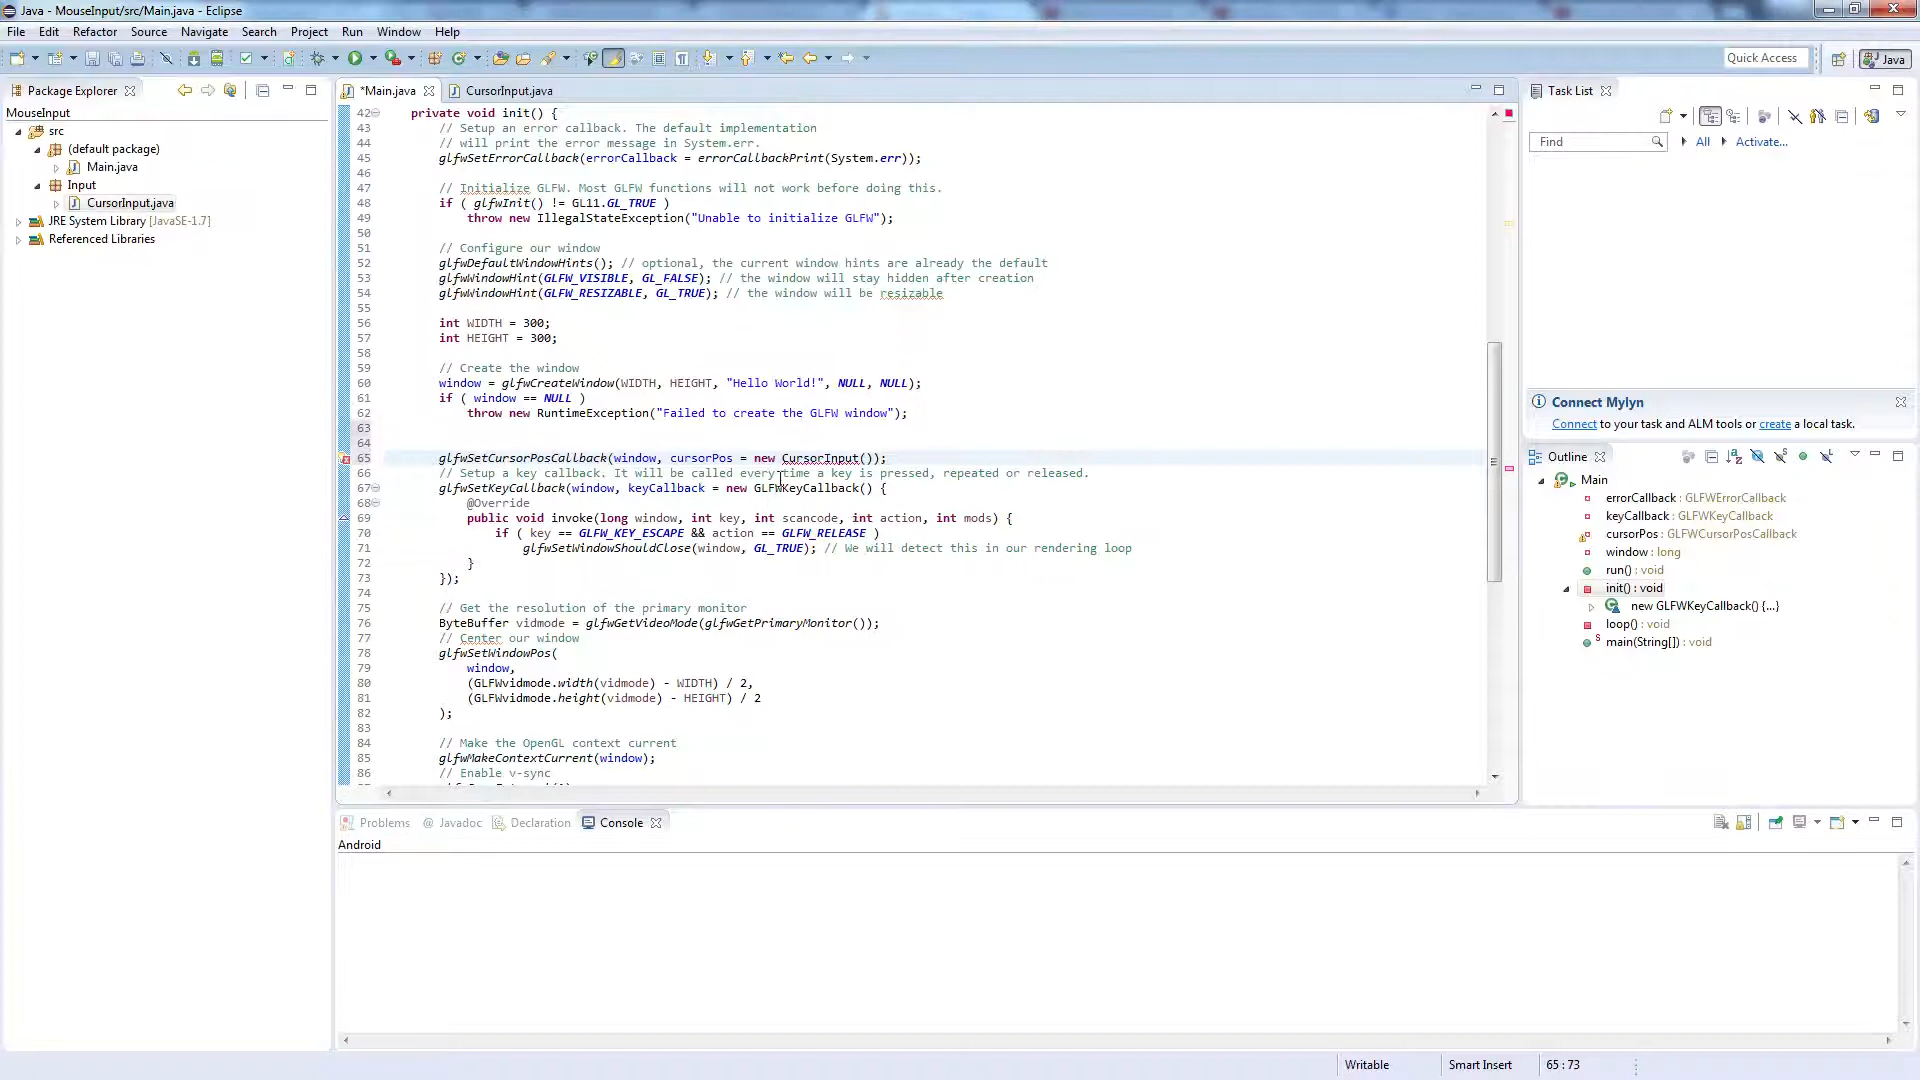 Java - MouseInput/src/Main.java - Eclipse
File Edit Refactor Source Navigate Search Project Run Window Help
Quick Access Java
Package Explorer
MouseInput
src
(default package)
Main.java
Input
CursorInput.java
JRE System Library [JavaSE-1.7]
Referenced Libraries
*Main.java CursorInput.java
42 private void init() {
43 // Setup an error callback. The default implementation
44 // will print the error message in System.err.
45 glfwSetErrorCallback(errorCallback = errorCallbackPrint(System.err));
46
47 // Initialize GLFW. Most GLFW functions will not work before doing this.
48 if ( glfwInit() != GL11.GL_TRUE )
49 throw new IllegalStateException("Unable to initialize GLFW");
50
51 // Configure our window
52 glfwDefaultWindowHints(); // optional, the current window hints are already the default
53 glfwWindowHint(GLFW_VISIBLE, GL_FALSE); // the window will stay hidden after creation
54 glfwWindowHint(GLFW_RESIZABLE, GL_TRUE); // the window will be resizable
55
56 int WIDTH = 300;
57 int HEIGHT = 300;
58
59 // Create the window
60 window = glfwCreateWindow(WIDTH, HEIGHT, "Hello World!", NULL, NULL);
61 if ( window == NULL )
62 throw new RuntimeException("Failed to create the GLFW window");
63
64
65 glfwSetCursorPosCallback(window, cursorPos = new CursorInput());
66 // Setup a key callback. It will be called every time a key is pressed, repeated or released.
67 glfwSetKeyCallback(window, keyCallback = new GLFWKeyCallback() {
68 @Override
69 public void invoke(long window, int key, int scancode, int action, int mods) {
70 if ( key == GLFW_KEY_ESCAPE && action == GLFW_RELEASE )
71 glfwSetWindowShouldClose(window, GL_TRUE); // We will detect this in our rendering loop
72 }
73 });
74
75 // Get the resolution of the primary monitor
76 ByteBuffer vidmode = glfwGetVideoMode(glfwGetPrimaryMonitor());
77 // Center our window
78 glfwSetWindowPos(
79 window,
80 (GLFWvidmode.width(vidmode) - WIDTH) / 2,
81 (GLFWvidmode.height(vidmode) - HEIGHT) / 2
82 );
83
84 // Make the OpenGL context current
85 glfwMakeContextCurrent(window);
86 // Enable v-sync
Task List
Find All Activate...
Connect Mylyn
Connect to your task and ALM tools or create a local task.
Outline
Main
errorCallback : GLFWErrorCallback
keyCallback : GLFWKeyCallback
cursorPos : GLFWCursorPosCallback
window : long
run() : void
init() : void
new GLFWKeyCallback() {...}
loop() : void
main(String[]) : void
Problems @ Javadoc Declaration Console
Android
Writable Smart Insert 65 : 73